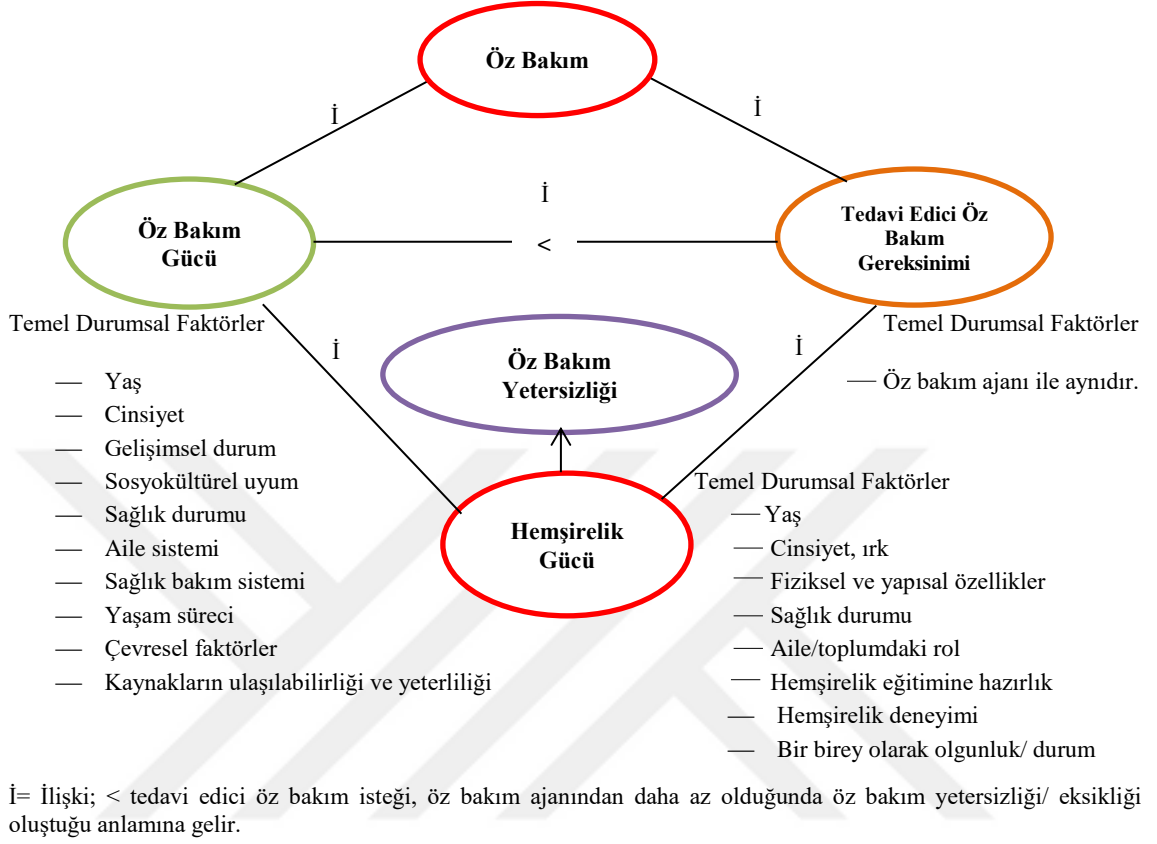 Öz Bakım
İ
İ
İ
Öz Bakım
Gücü
<
Tedavi Edici Öz
Bakım
Gereksinimi
Temel Durumsal Faktörler
— Yaş
— Cinsiyet
— Gelişimsel durum
— Sosyokültürel uyum
— Sağlık durumu
— Aile sistemi
— Sağlık bakım sistemi
— Yaşam süreci
— Çevresel faktörler
— Kaynakların ulaşılabilirliği ve yeterliliği
İ
Öz Bakım
Yetersizliği
İ
Temel Durumsal Faktörler
— Öz bakım ajanı ile aynıdır.
Hemşirelik
Gücü
Temel Durumsal Faktörler
— Yaş
— Cinsiyet, ırk
— Fiziksel ve yapısal özellikler
— Sağlık durumu
— Aile/toplumdaki rol
— Hemşirelik eğitimine hazırlık
— Hemşirelik deneyimi
— Bir birey olarak olgunluk/ durum
İ= İlişki; < tedavi edici öz bakım isteği, öz bakım ajanından daha az olduğunda öz bakım yetersizliği/ eksikliği
oluştuğu anlamına gelir.